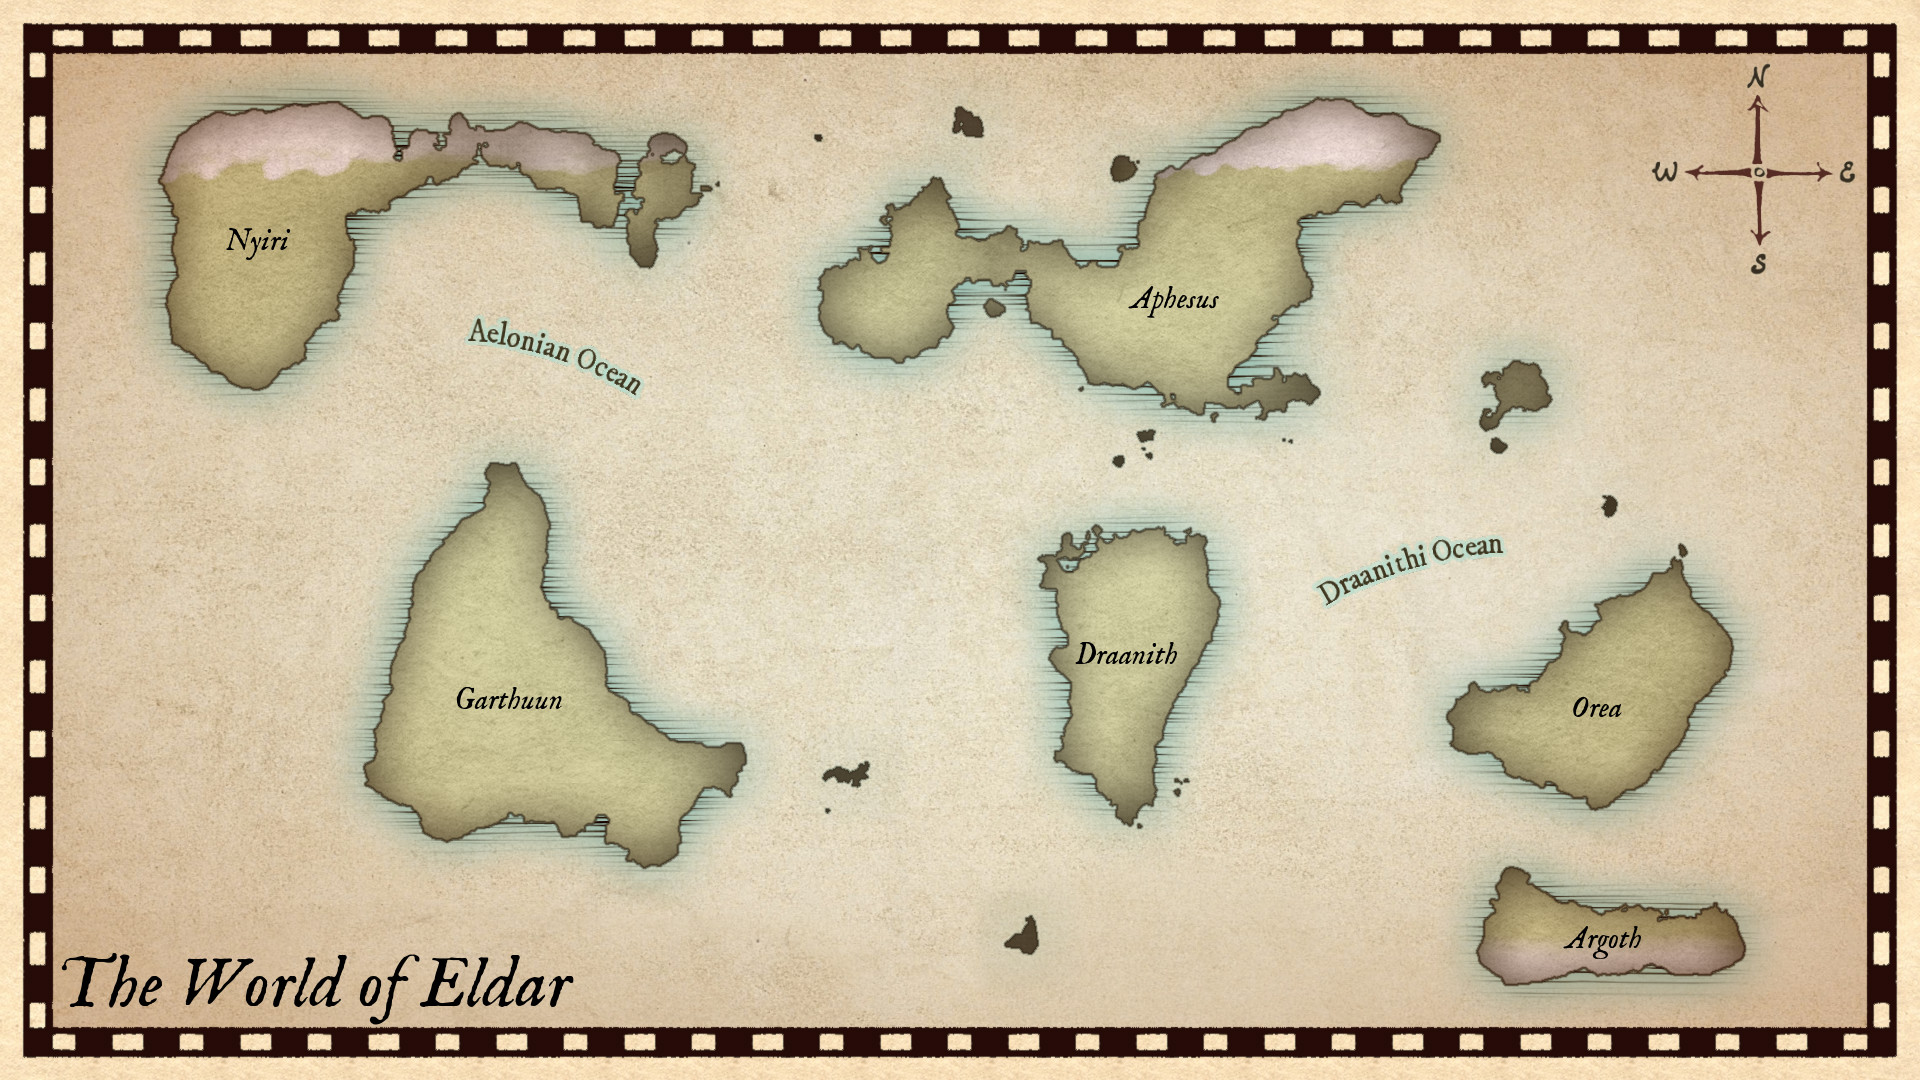 N
W
E
S
Nyiri
Aphesus
Aelonian Ocean
Draanithi Ocean
Draanith
Garthuun
Orea
Argoth
The World of Eldar